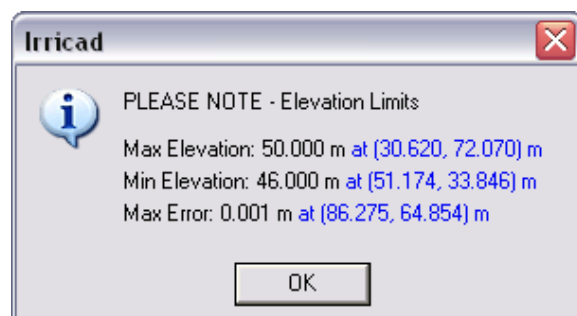 Irricad
PLEASE NOTE - Elevation Limits
Max Elevation: 50.000 m at (30.620, 72.070) m
Min Elevation: 46.000 m at (51.174, 33.846) m
Max Error: 0.001 m at (86.275, 64.854) m
OK